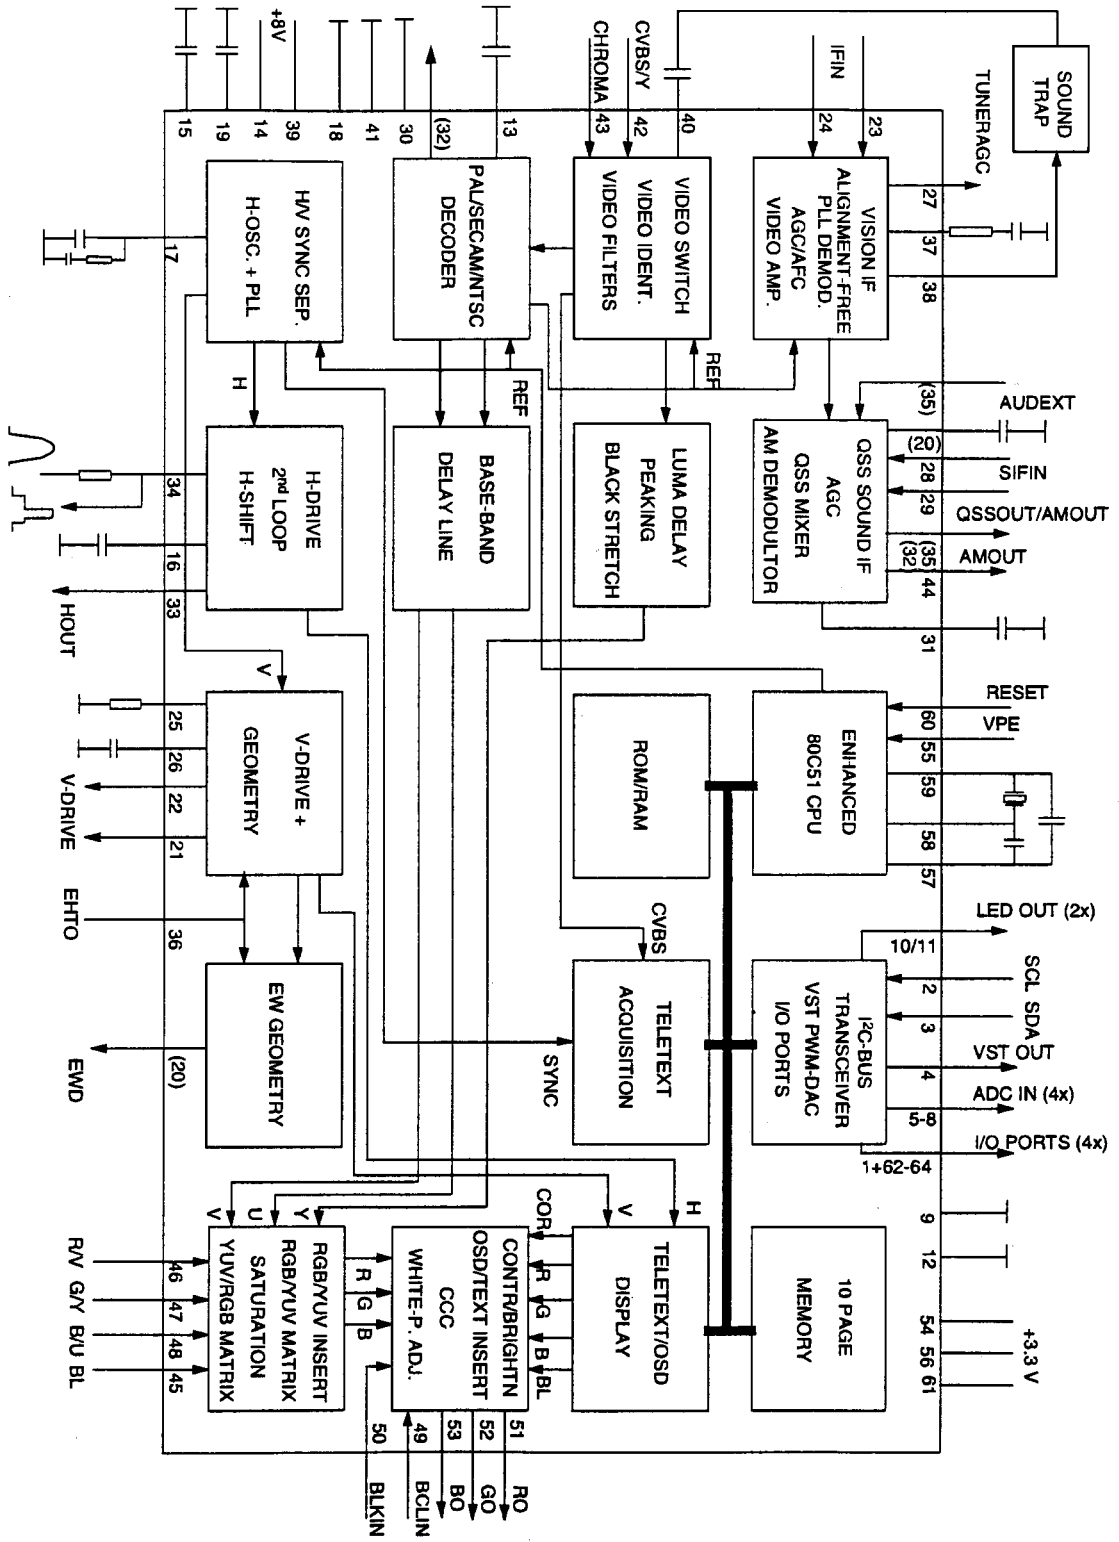 +8V
CHROMA
CVBS/Y
IFIN
TUNERAGC
SOUND
TRAP
15
19
14
39
18
41
30
(32)
13
43
42
40
24
23
27
37
38
H/V SYNC SEP.
H-OSC. + PLL
PAL/SECAM/NTSC
DECODER
VIDEO SWITCH
VIDEO IDENT.
VIDEO FILTERS
VISION IF
ALIGNMENT-FREE
PLL DEMOD.
AGC/AFC
VIDEO AMP.
17
H
REF
REF
(35)
AUDEXT
(20)
28
SIFIN
29
QSSOUT/AMOUT
(35)
(32)
AMOUT
44
31
H-DRIVE
2nd LOOP
H-SHIFT
BASE-BAND
DELAY LINE
LUMA DELAY
PEAKING
BLACK STRETCH
QSS SOUND IF
AGC
QSS MIXER
AM DEMODULTOR
34
16
33
HOUT
V
V-DRIVE +
GEOMETRY
ROM/RAM
ENHANCED
80C51 CPU
RESET
60
VPE
55
59
58
57
25
26
22
21
V-DRIVE
EHTO
36
CVBS
LED OUT (2x)
10/11
SCL
2
SDA
3
VST OUT
4
ADC IN (4x)
5-8
I/O PORTS (4x)
1+62-64
EW GEOMETRY
(20)
EWD
SYNC
TELETEXT
ACQUISITION
I²C-BUS
TRANSCEIVER
VST PWM-DAC
I/O PORTS
V
U
Y
COR
V
H
9
12
54
56
61
+3.3 V
RGB/YUV INSERT
RGB/YUV MATRIX
SATURATION
YUV/RGB MATRIX
R
G
B
CONTR/BRIGHTN
OSD/TEXT INSERT
CCC
WHITE-P. ADJ.
R
G
B
BL
TELETEXT/OSD
DISPLAY
10 PAGE
MEMORY
R/V
G/Y
B/U
BL
46
47
48
45
50
49
53
52
51
BLKIN
BCLIN
BO
GO
RO